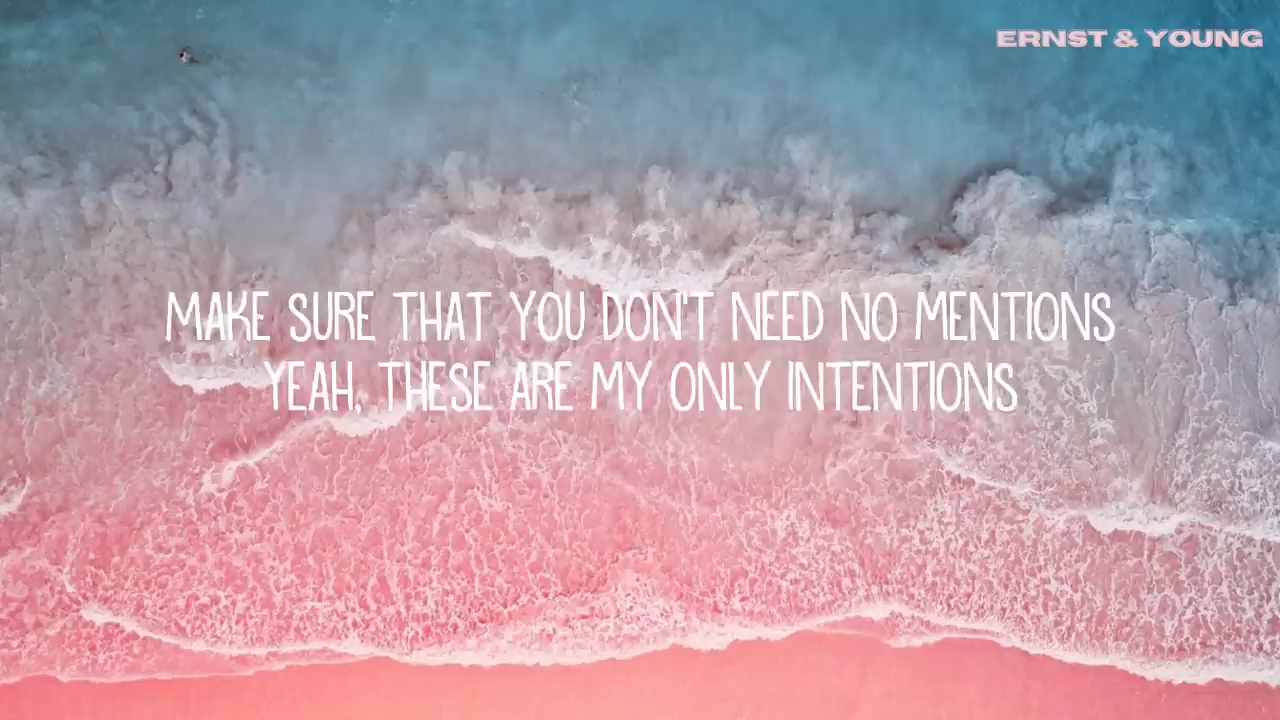 ERNST & YOUNG
MAKE SURE THAT YOU DON'T NEED NO MENTIONS
YEAH, THESE ARE MY ONLY INTENTIONS